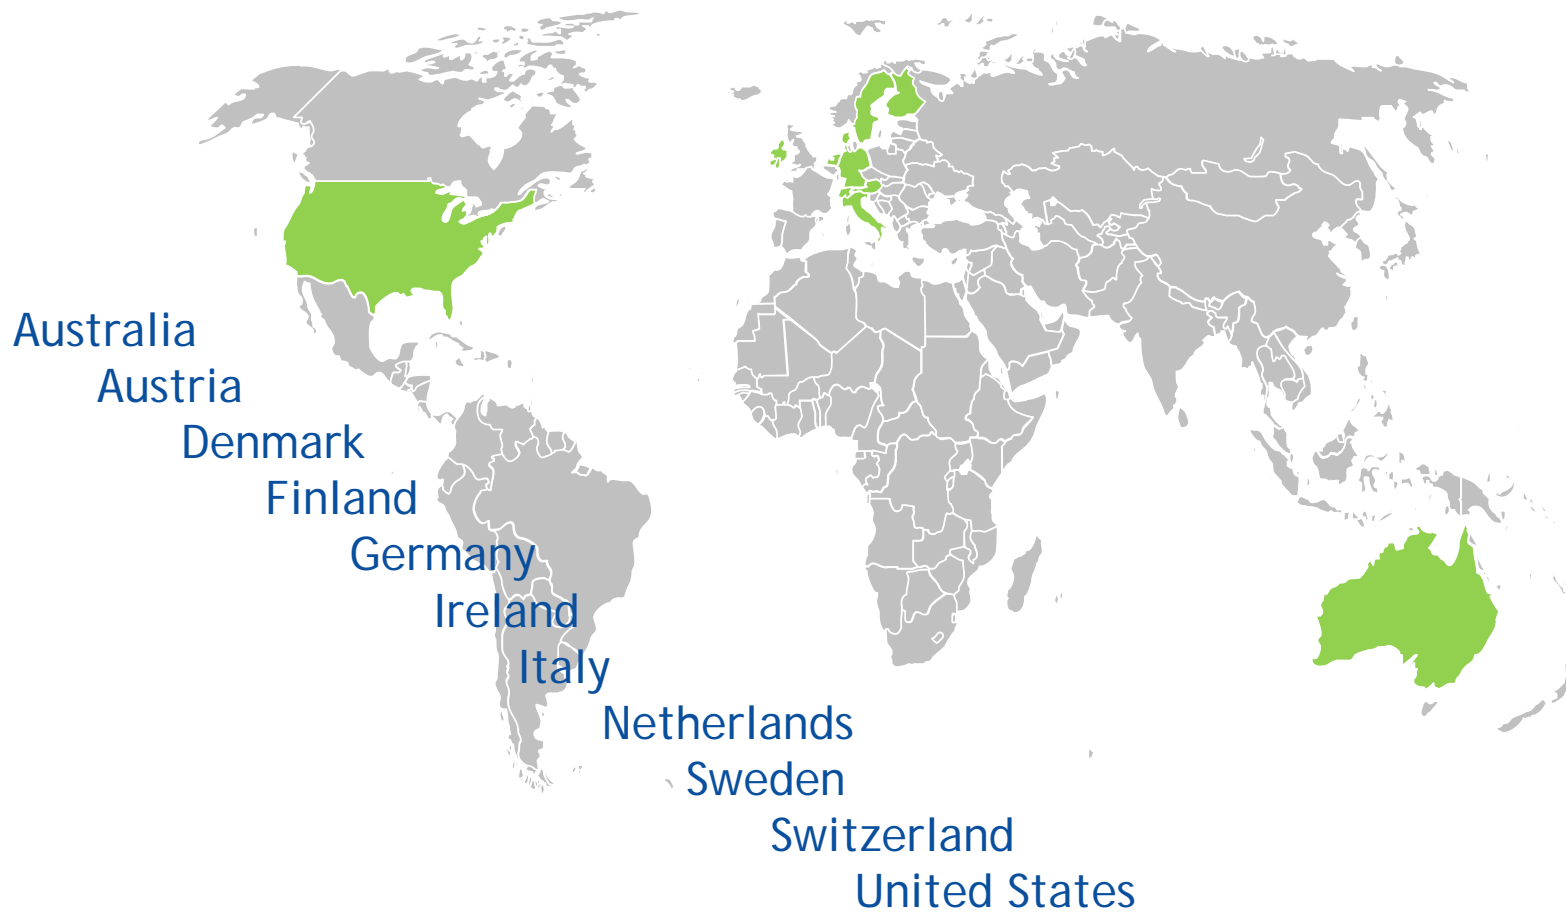 Australia
Austria
Denmark
Finland
Germany
Ireland
Italy
Netherlands
Sweden
Switzerland
United States